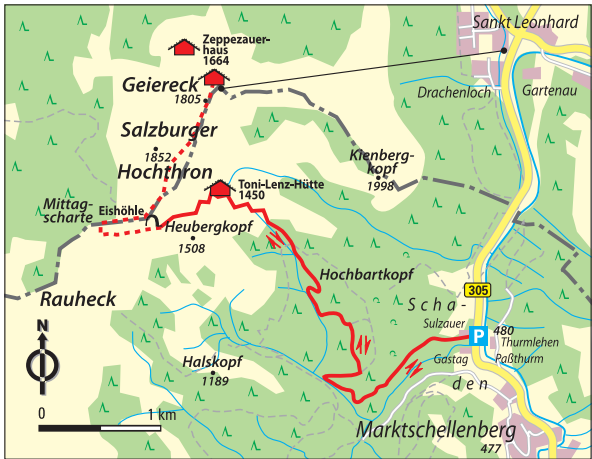 Sankt Leonhard
Zeppezauer-
haus
1664
Geiereck
1805
Drachenloch
Gartenau
Salzburger
1852
Hochthron
Kienberg-
kopf
1998
Toni-Lenz-Hütte
1450
Mittag-
scharte
Eishöhle
Heubergkopf
1508
Hochbartkopf
Rauheck
305
Scha-
Sulzauer
P
480
Thurmlehen
N
Gastag
Paßthurm
Halskopf
1189
den
0
1 km
Marktschellenberg
477